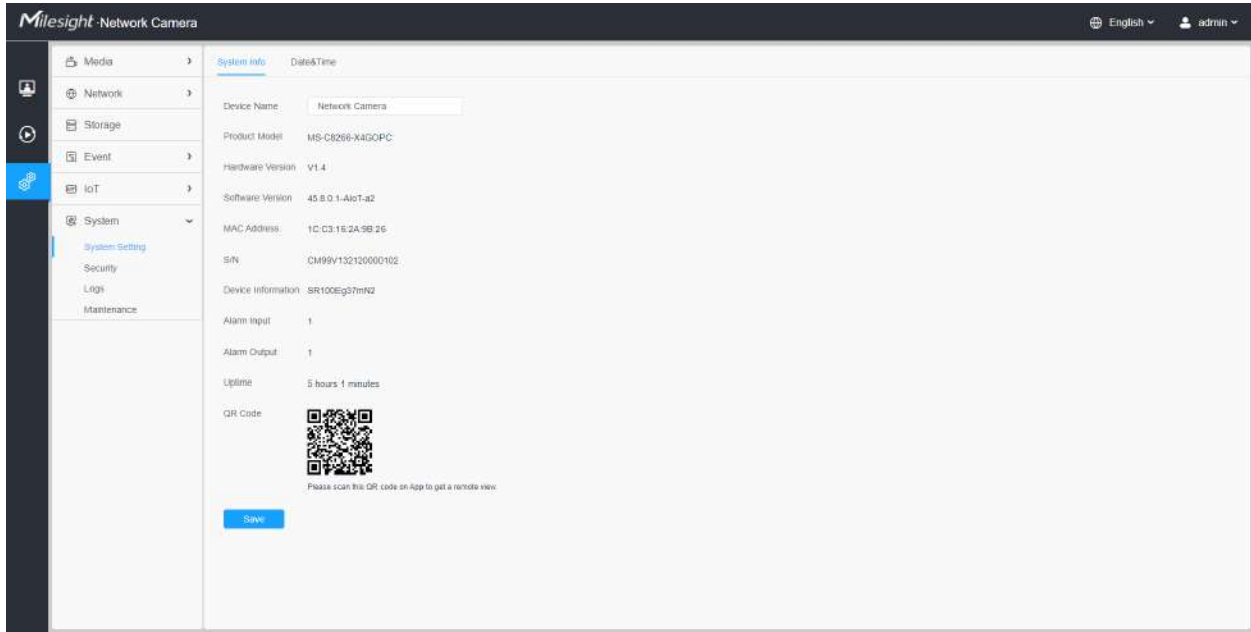 Milesight ·Network Camera
English
admin
Media
Network
Storage
Event
IoT
System
System Setting
Security
Logs
Maintenance
System Info Date&Time
Device Name Network Camera
Product Model MS-C8266-X4GOPC
Hardware Version V1.4
Software Version 45.8.0.1-AIoT-a2
MAC Address 1C:C3:16:2A:9B:26
S/N CM99V132120000102
Device Information SR100Eg37mN2
Alarm Input 1
Alarm Output 1
Uptime 5 hours 1 minutes
QR Code
Please scan this QR code on App to get a remote view.
Save